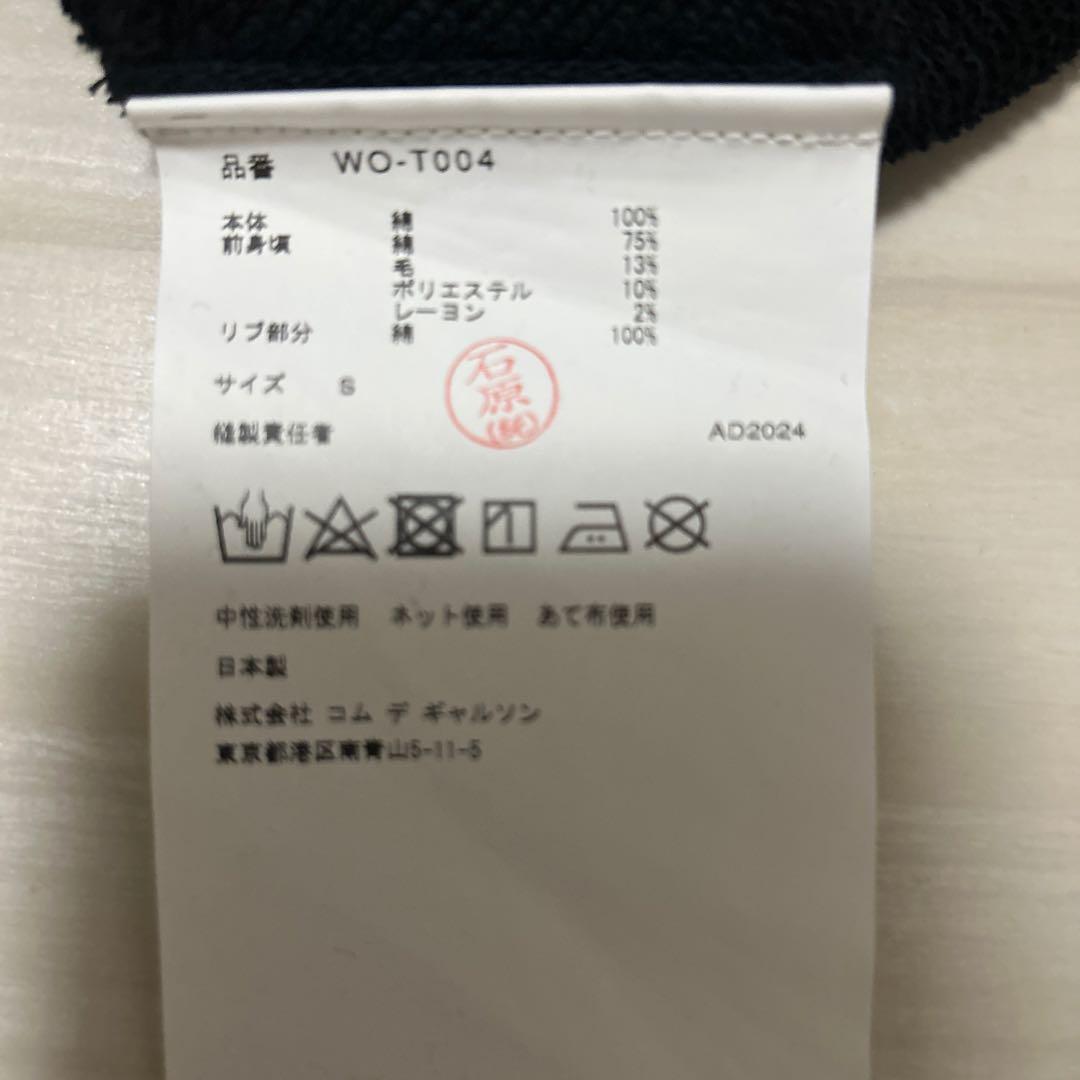 品番 WO-T004
本体 綿 100%
前身頃 綿 75%
毛 13%
ポリエステル 10%
レーヨン 2%
リブ部分 綿 100%
サイズ S
石原
縫製責任者 AD2024
中性洗剤使用 ネット使用 あて布使用
日本製
株式会社 コム デ ギャルソン
東京都港区南青山5-11-5